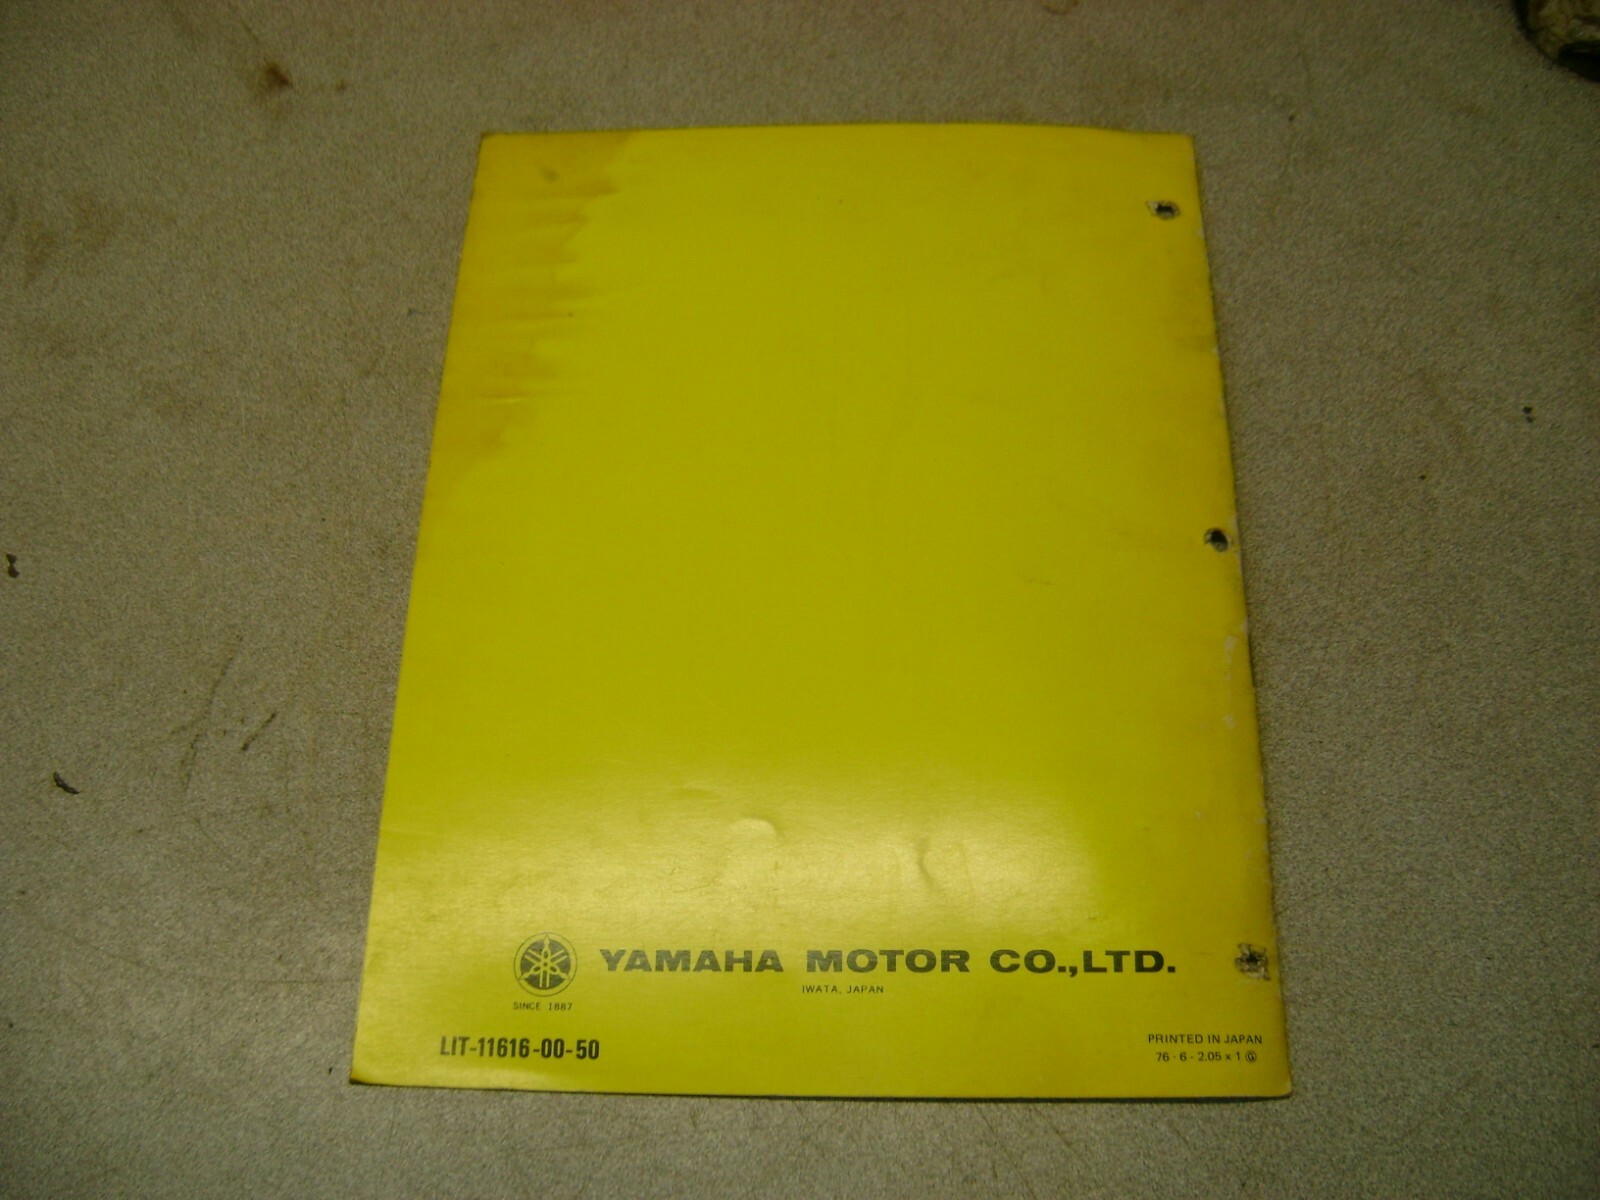 YAMAHA MOTOR CO.,LTD.
IWATA, JAPAN
SINCE 1887
LIT-11616-00-50
PRINTED IN JAPAN
76 - 6 - 2.05 x 1 Ⓖ